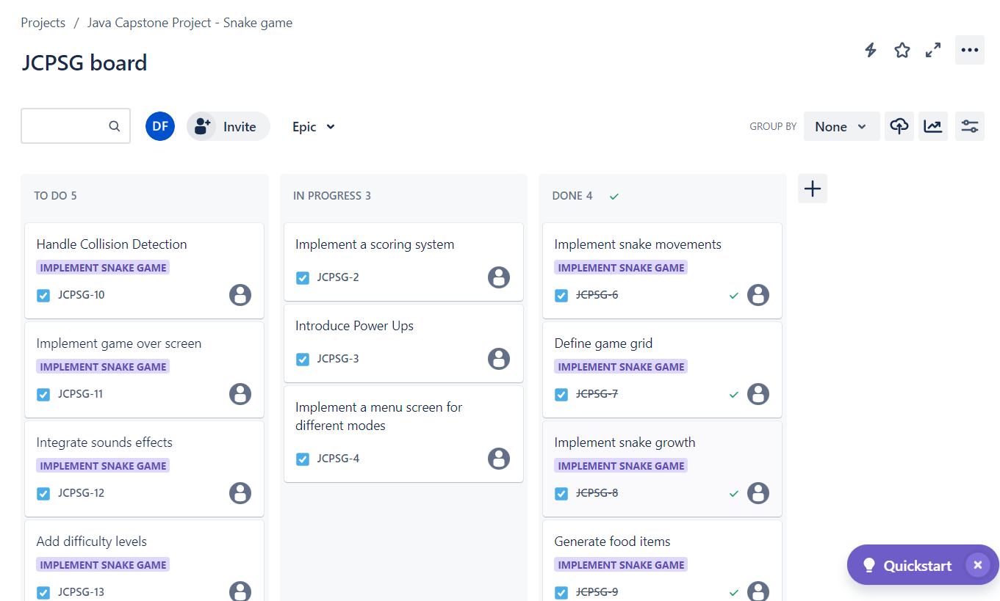 Projects / Java Capstone Project - Snake game
JCPSG board
DF
Invite
Epic
GROUP BY
None
TO DO 5
Handle Collision Detection
IMPLEMENT SNAKE GAME
JCPSG-10
Implement game over screen
IMPLEMENT SNAKE GAME
JCPSG-11
Integrate sounds effects
IMPLEMENT SNAKE GAME
JCPSG-12
Add difficulty levels
IMPLEMENT SNAKE GAME
JCPSG-13
IN PROGRESS 3
Implement a scoring system
JCPSG-2
Introduce Power Ups
JCPSG-3
Implement a menu screen for
different modes
JCPSG-4
DONE 4
Implement snake movements
IMPLEMENT SNAKE GAME
JCPSG-6
Define game grid
IMPLEMENT SNAKE GAME
JCPSG-7
Implement snake growth
IMPLEMENT SNAKE GAME
JCPSG-8
Generate food items
IMPLEMENT SNAKE GAME
JCPSG-9
Quickstart